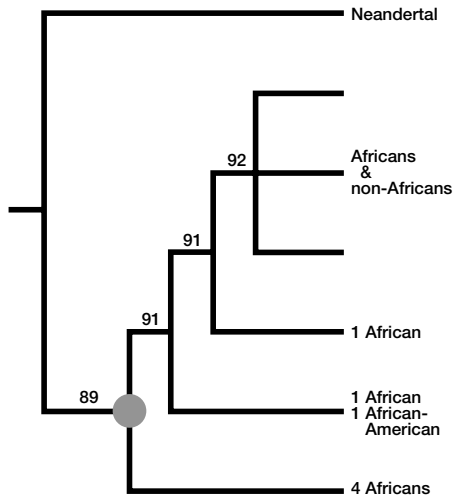 Neandertal
92
Africans
&
non-Africans
91
91
1 African
89
1 African
1 African-
American
4 Africans